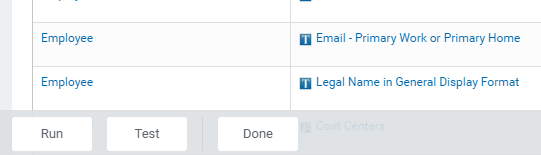 Employee Email - Primary Work or Primary Home
Employee Legal Name in General Display Format
Cost Centers
Run Test Done